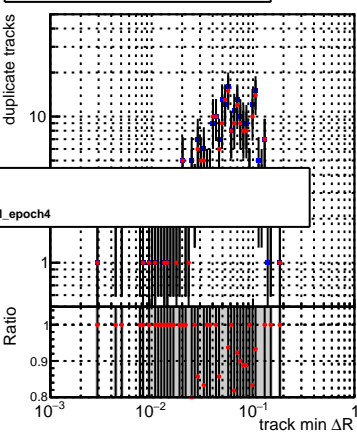 duplicate tracks
10
l_epoch4
1
Ratio
1
0.9
0.8
10⁻³
10⁻²
10⁻¹
1
track min ΔR